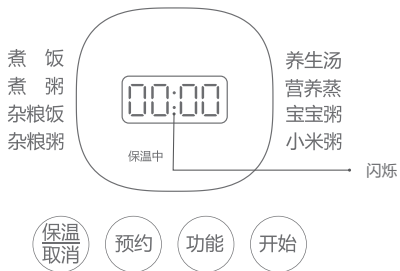 煮 饭
煮 粥
杂粮饭
杂粮粥
00:00
保温中
养生汤
营养蒸
宝宝粥
小米粥
闪烁
保温
取消
预约
功能
开始